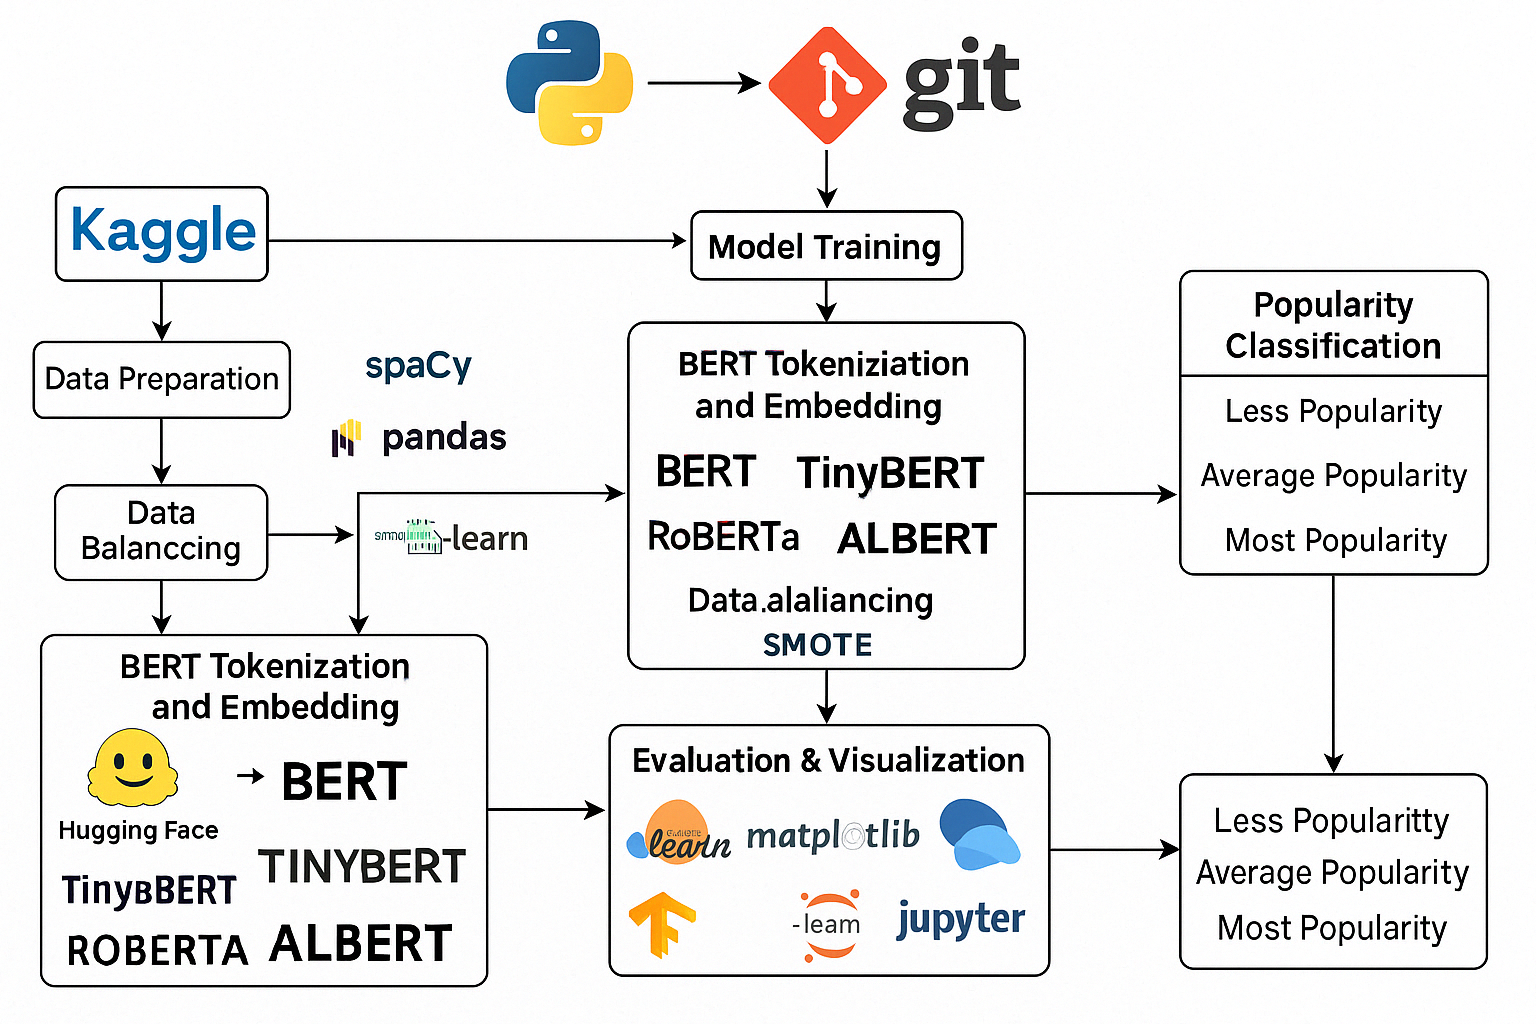 git
Kaggle
Model Training
Data Preparation
spaCy
pandas
Data
Balanccing
-learn
BERT Tokeniziation
and Embedding
BERT TinyBERT
RoBERTa ALBERT
Data.alaliancing
SMOTE
Popularity
Classification
Less Popularity
Average Popularity
Most Popularity
BERT Tokenization
and Embedding
BERT
Hugging Face
TINYBERT
TinyBBERT
ROBERTA ALBERT
Evaluation & Visualization
learn matplotlib
-leam jupyter
Less Popularitty
Average Popularity
Most Popularity